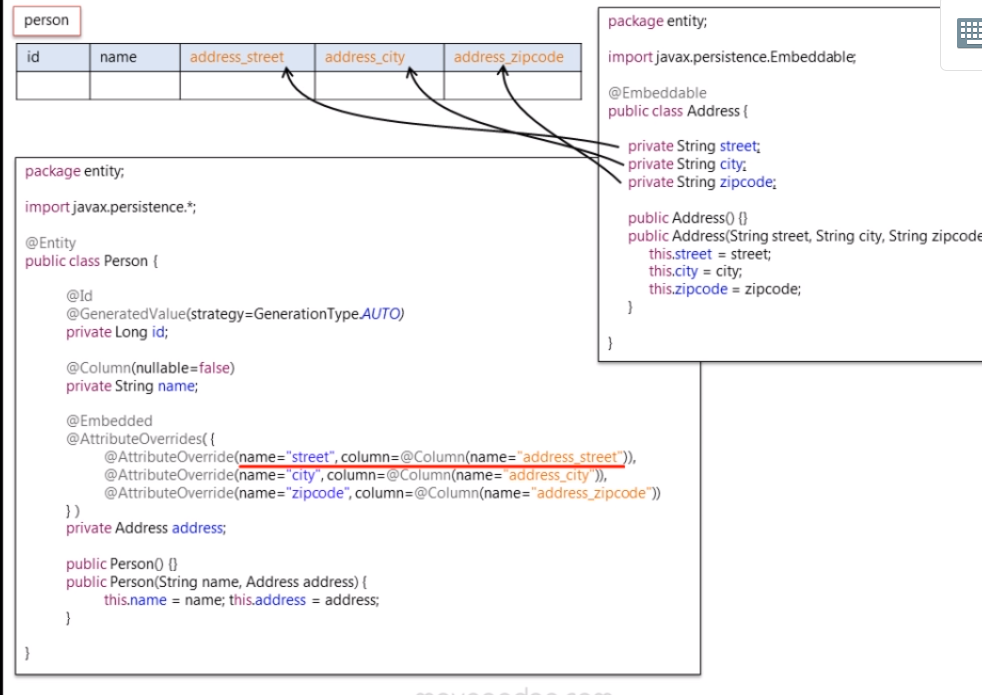 person
id name address_street address_city address_zipcode
package entity;
import javax.persistence.Embeddable;
@Embeddable
public class Address {
private String street;
private String city;
private String zipcode;
public Address() {}
public Address(String street, String city, String zipcode
this.street = street;
this.city = city;
this.zipcode = zipcode;
}
}
package entity;
import javax.persistence.*;
@Entity
public class Person {
@Id
@GeneratedValue(strategy=GenerationType.AUTO)
private Long id;
@Column(nullable=false)
private String name;
@Embedded
@AttributeOverrides( {
@AttributeOverride(name="street", column=@Column(name="address_street")),
@AttributeOverride(name="city", column=@Column(name="address_city")),
@AttributeOverride(name="zipcode", column=@Column(name="address_zipcode"))
} )
private Address address;
public Person() {}
public Person(String name, Address address) {
this.name = name; this.address = address;
}
}